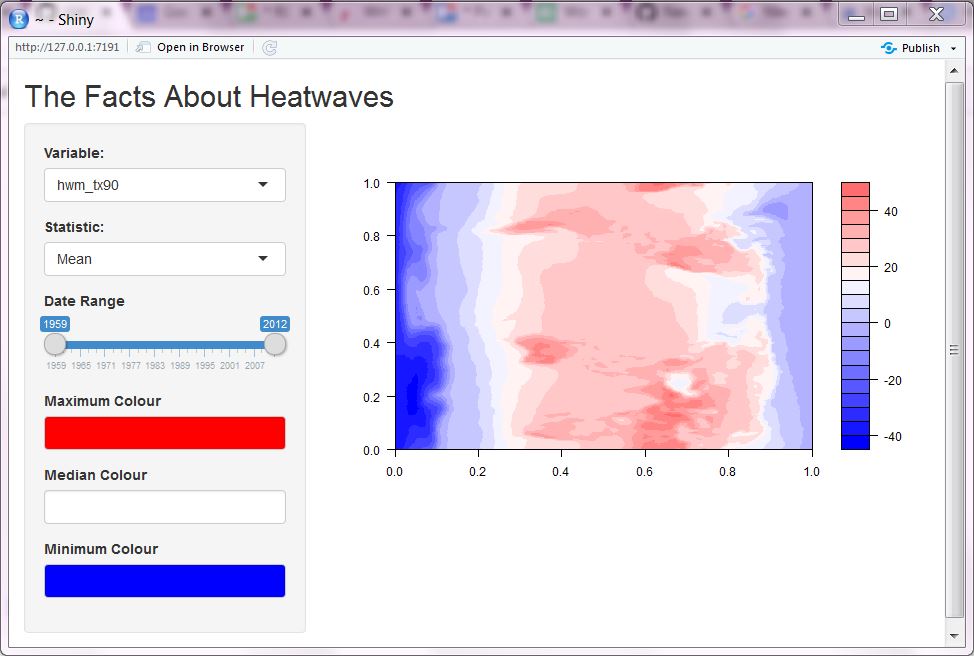 ~ - Shiny
http://127.0.0.1:7191 Open in Browser Publish
The Facts About Heatwaves
Variable:
hwm_tx90
Statistic:
Mean
Date Range
1959 2012
1959 1965 1971 1977 1983 1989 1995 2001 2007
Maximum Colour
Median Colour
Minimum Colour
1.0
0.8
0.6
0.4
0.2
0.0
0.0 0.2 0.4 0.6 0.8 1.0
40
20
0
-20
-40